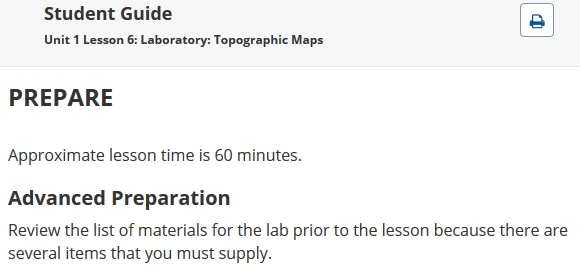 Student Guide
Unit 1 Lesson 6: Laboratory: Topographic Maps
PREPARE
Approximate lesson time is 60 minutes.
Advanced Preparation
Review the list of materials for the lab prior to the lesson because there are
several items that you must supply.